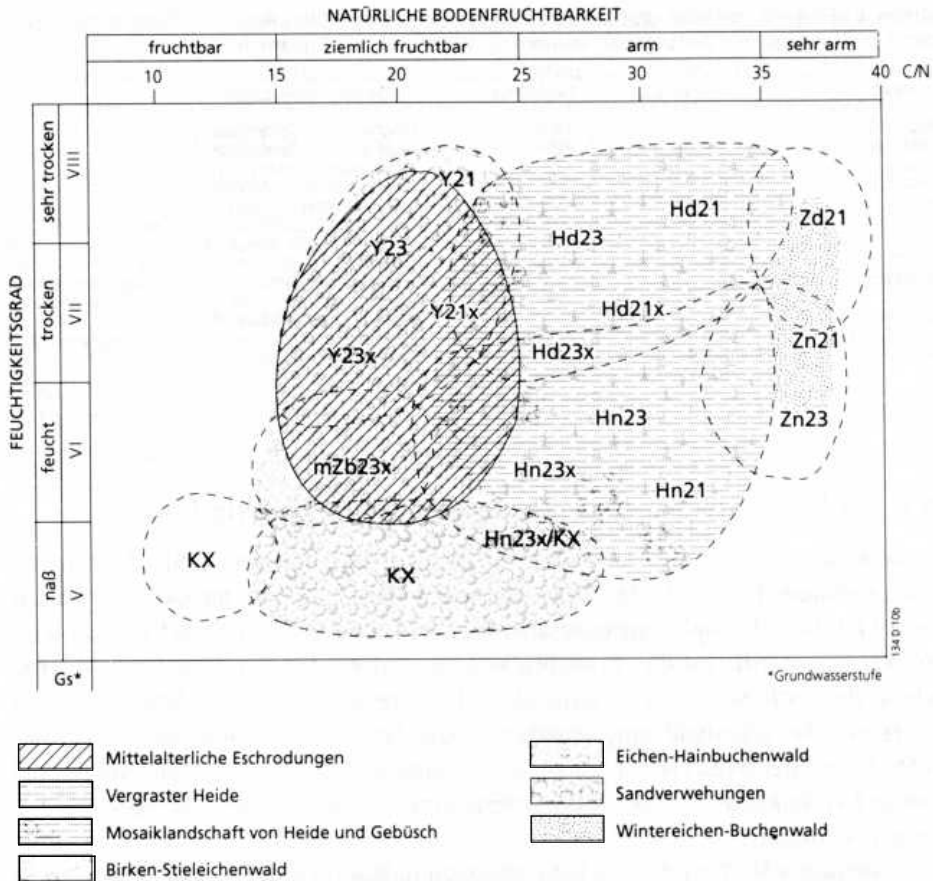 NATÜRLICHE BODENFRUCHTBARKEIT
fruchtbar ziemlich fruchtbar arm sehr arm
10 15 20 25 30 35 40 C/N
FEUCHTIGKEITSGRAD
sehr trocken VIII
trocken VII
feucht VI
naß V
Gs*
Y21 Hd21 Zd21
Y23 Hd23
Y21x Hd21x
Y23x Hd23x Zn21
Hn23 Zn23
mZb23x Hn23x
Hn21
Hn23x/KX
KX KX
134 D 10b
*Grundwasserstufe
Mittelalterliche Eschrodungen
Vergraster Heide
Mosaiklandschaft von Heide und Gebüsch
Birken-Stieleichenwald
Eichen-Hainbuchenwald
Sandverwehungen
Wintereichen-Buchenwald